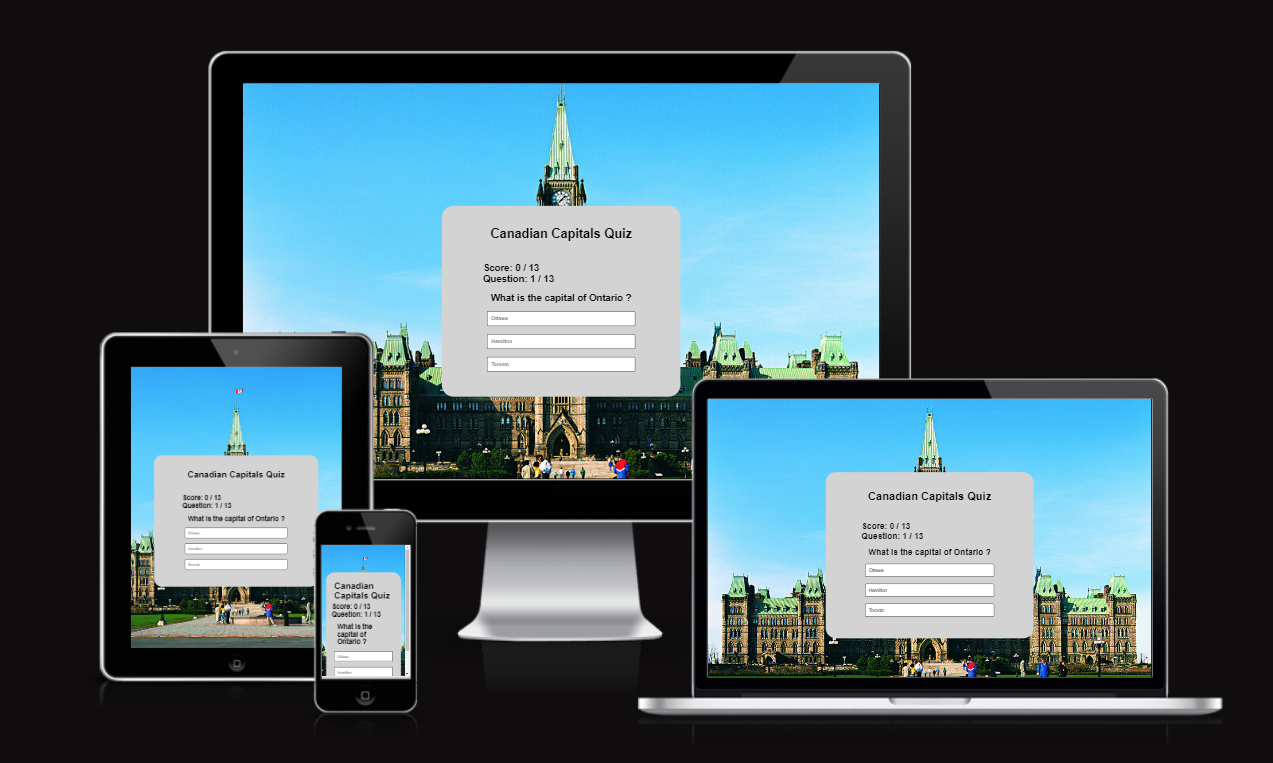 Canadian Capitals Quiz
Score: 0 / 13
Question: 1 / 13
What is the capital of Ontario ?
Ottawa
Hamilton
Toronto
Canadian Capitals Quiz
Score: 0 / 13
Question: 1 / 13
What is the capital of Ontario ?
Ottawa
Hamilton
Toronto
Canadian
Capitals Quiz
Score: 0 / 13
Question: 1 / 13
What is the
capital of
Ontario ?
Ottawa
Hamilton
Canadian Capitals Quiz
Score: 0 / 13
Question: 1 / 13
What is the capital of Ontario ?
Ottawa
Hamilton
Toronto